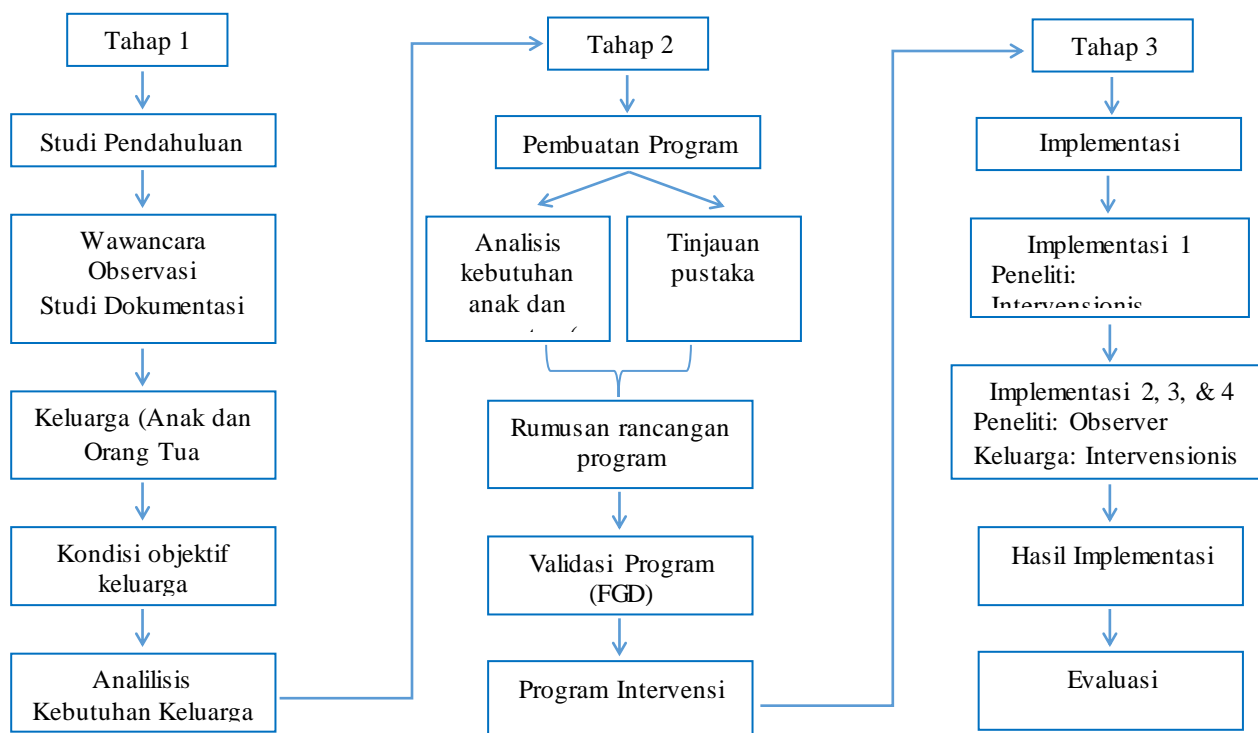 Tahap 1
Studi Pendahuluan
Wawancara
Observasi
Studi Dokumentasi
Keluarga (Anak dan
Orang Tua
Kondisi objektif
keluarga
Analilisis
Kebutuhan Keluarga
Tahap 2
Pembuatan Program
Analisis
kebutuhan
anak dan
Tinjauan
pustaka
Rumusan rancangan
program
Validasi Program
(FGD)
Program Intervensi
Tahap 3
Implementasi
Implementasi 1
Peneliti:
Intervensionis
Implementasi 2, 3, & 4
Peneliti: Observer
Keluarga: Intervensionis
Hasil Implementasi
Evaluasi